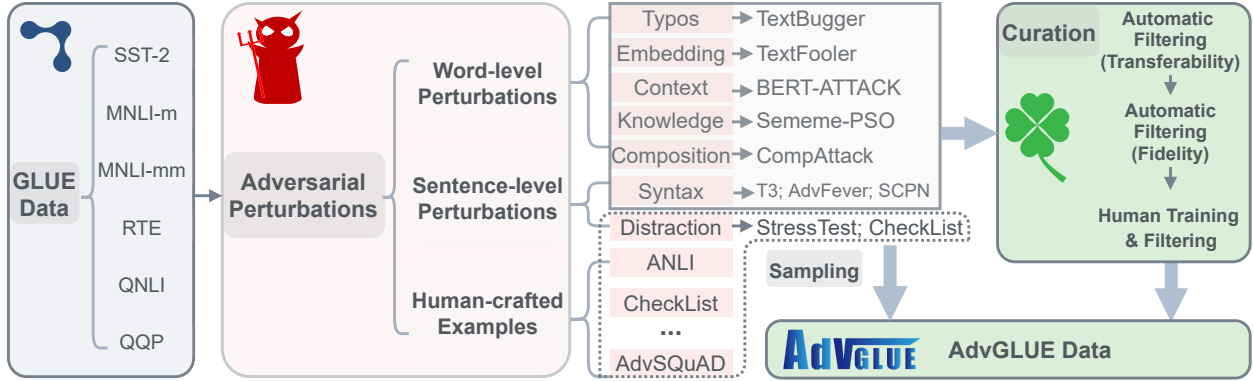 GLUE
Data
SST-2
MNLI-m
MNLI-mm
RTE
QNLI
QQP
Adversarial
Perturbations
Word-level
Perturbations
Sentence-level
Perturbations
Human-crafted
Examples
Typos
TextBugger
Embedding
TextFooler
Context
BERT-ATTACK
Knowledge
Sememe-PSO
Composition
CompAttack
Syntax
T3; AdvFever; SCPN
Distraction
StressTest; CheckList
ANLI
CheckList
...
AdvSQuAD
Sampling
Curation
Automatic
Filtering
(Transferability)
Automatic
Filtering
(Fidelity)
Human Training
& Filtering
ADVGLUE
AdvGLUE Data